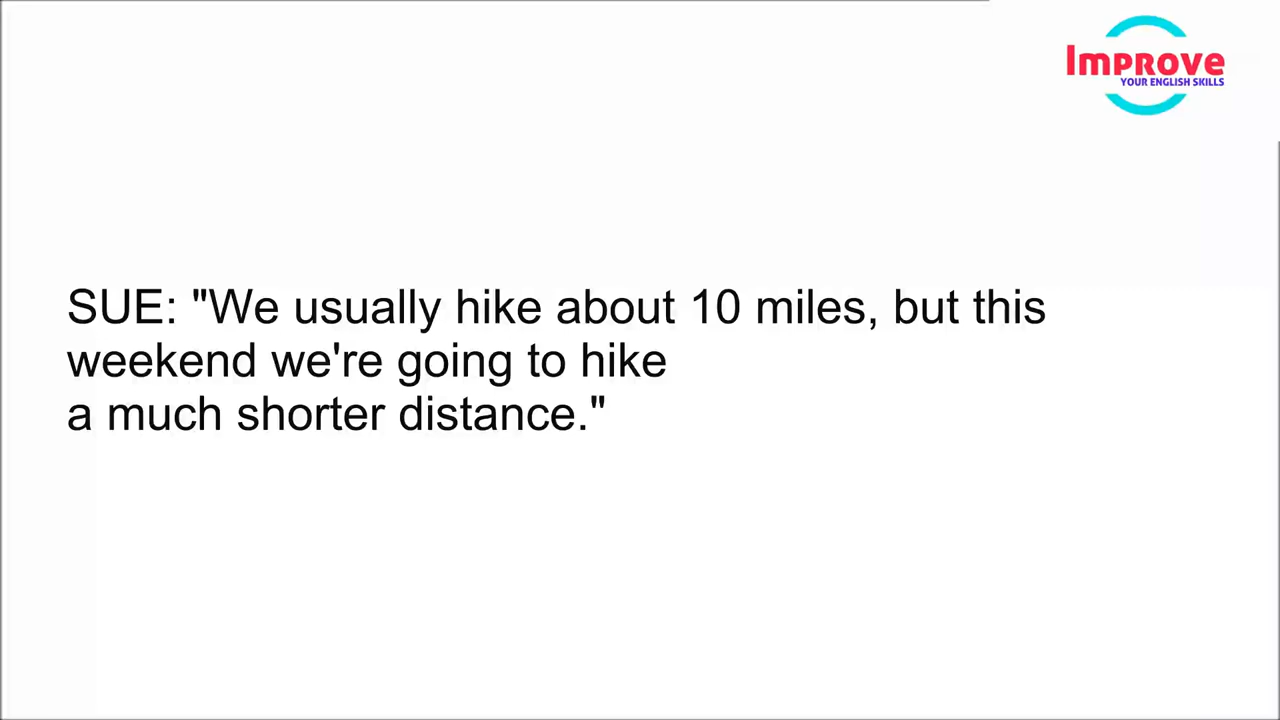 Improve
YOUR ENGLISH SKILLS
SUE: "We usually hike about 10 miles, but this
weekend we're going to hike
a much shorter distance."